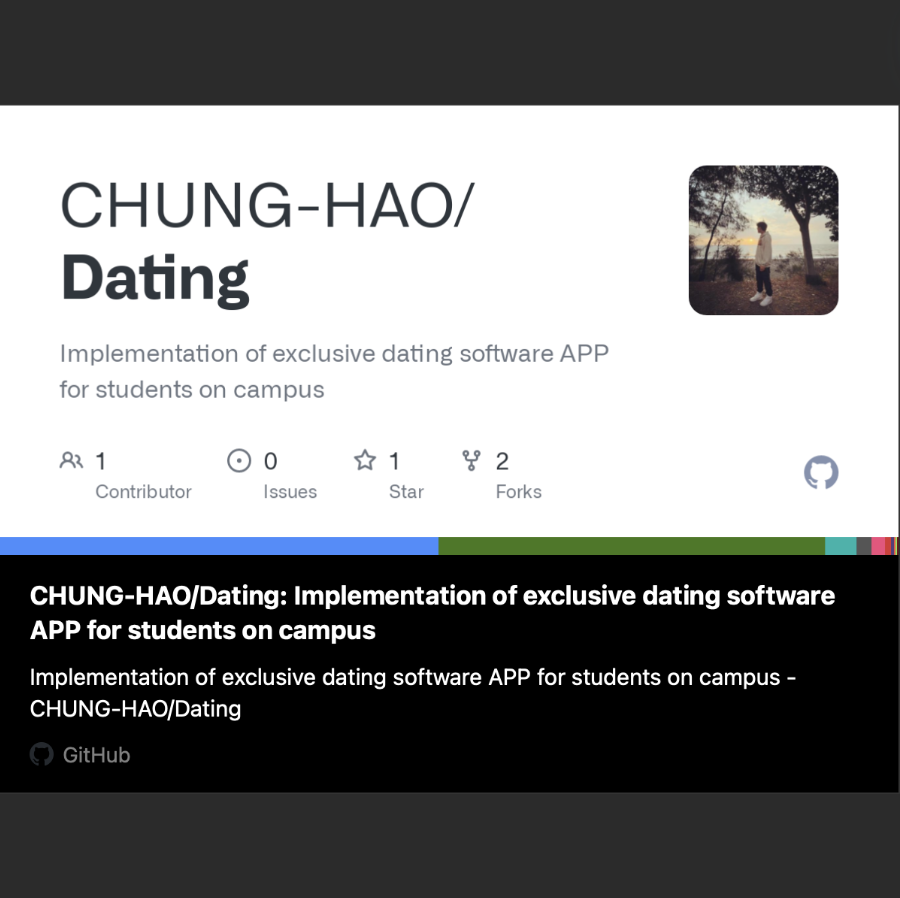 CHUNG-HAO/
Dating
Implementation of exclusive dating software APP
for students on campus
1
Contributor
0
Issues
1
Star
2
Forks
CHUNG-HAO/Dating: Implementation of exclusive dating software
APP for students on campus
Implementation of exclusive dating software APP for students on campus -
CHUNG-HAO/Dating
GitHub